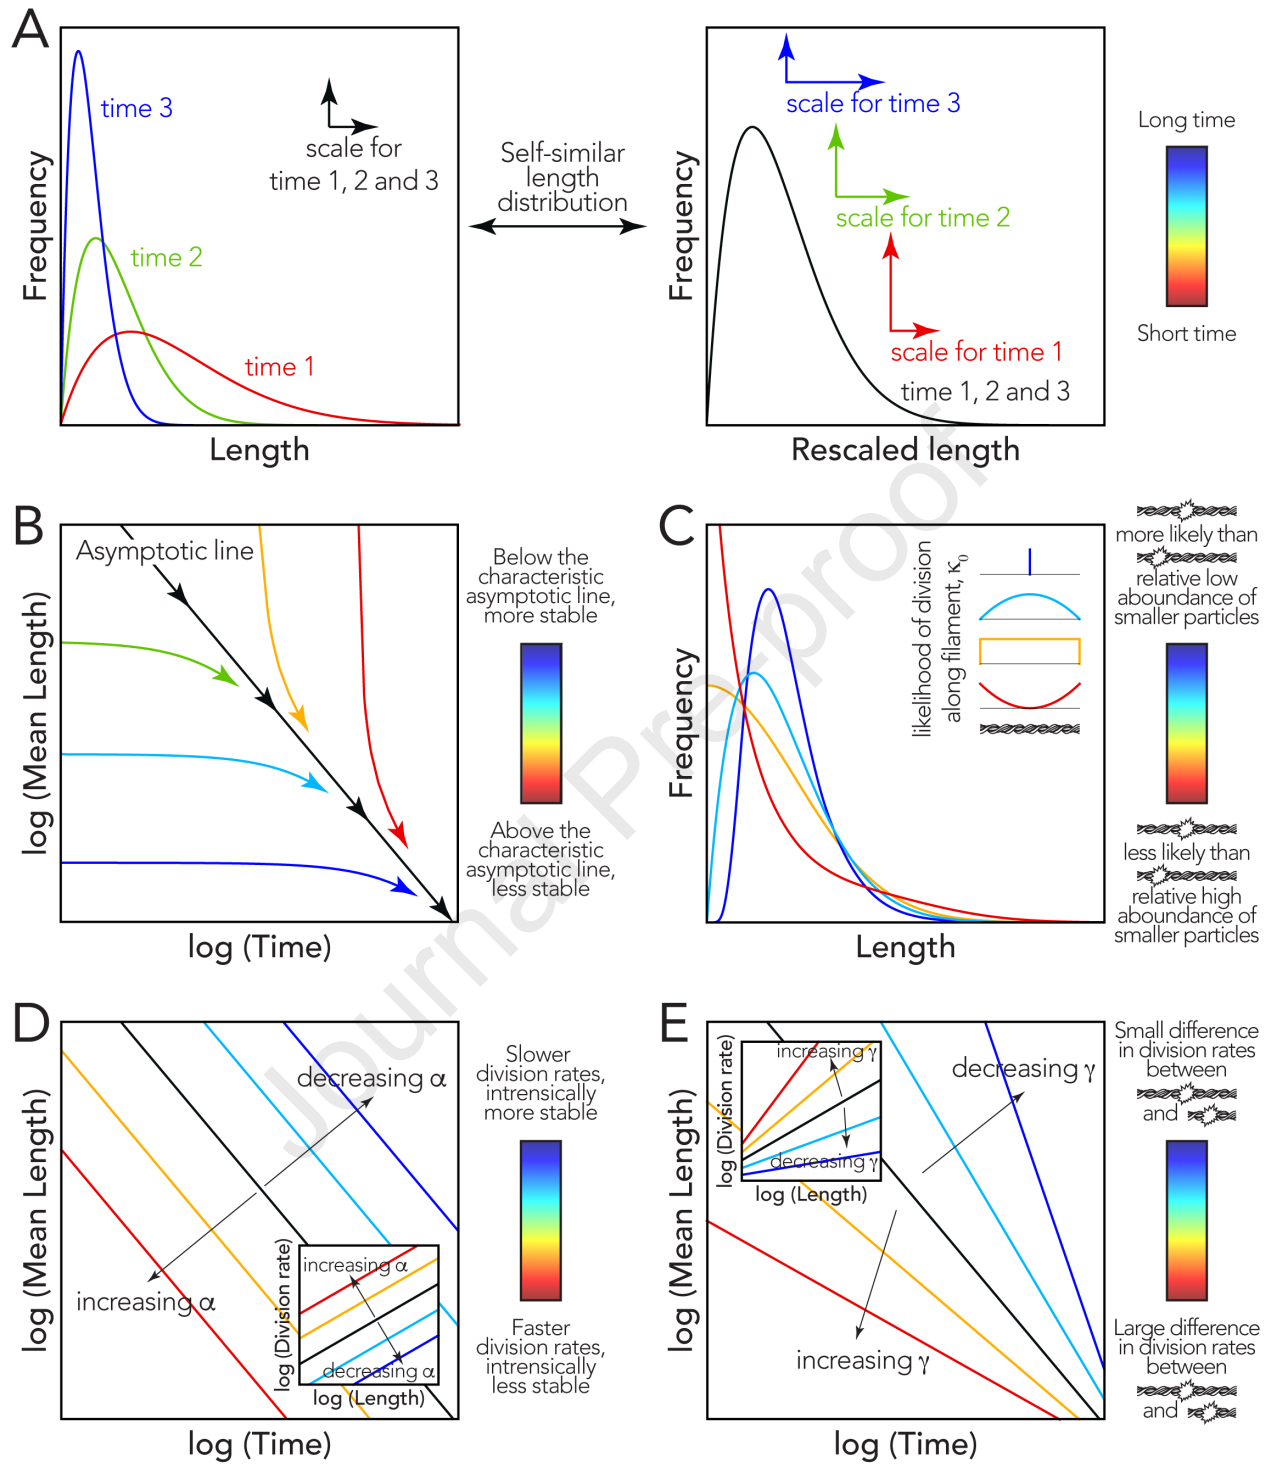 A
Frequency
time 3
time 2
time 1
scale for
time 1, 2 and 3
Length
Self-similar
length
distribution
Frequency
scale for time 3
scale for time 2
scale for time 1
time 1, 2 and 3
Rescaled length
Long time
Short time
B
log (Mean Length)
Asymptotic line
log (Time)
Below the
characteristic
asymptotic line,
more stable
Above the
characteristic
asymptotic line,
less stable
C
Frequency
likelihood of division
along filament, κ₀
Length
more likely than
relative low
aboundance of
smaller particles
less likely than
relative high
aboundance of
smaller particles
D
log (Mean Length)
decreasing α
increasing α
log (Division rate)
increasing α
decreasing α
log (Length)
log (Time)
Slower
division rates,
intrensically
more stable
Faster
division rates,
intrensically
less stable
E
log (Mean Length)
log (Division rate)
increasing γ
decreasing γ
log (Length)
decreasing γ
increasing γ
log (Time)
Small difference
in division rates
between
and
Large difference
in division rates
between
and
Journal Pre-proof